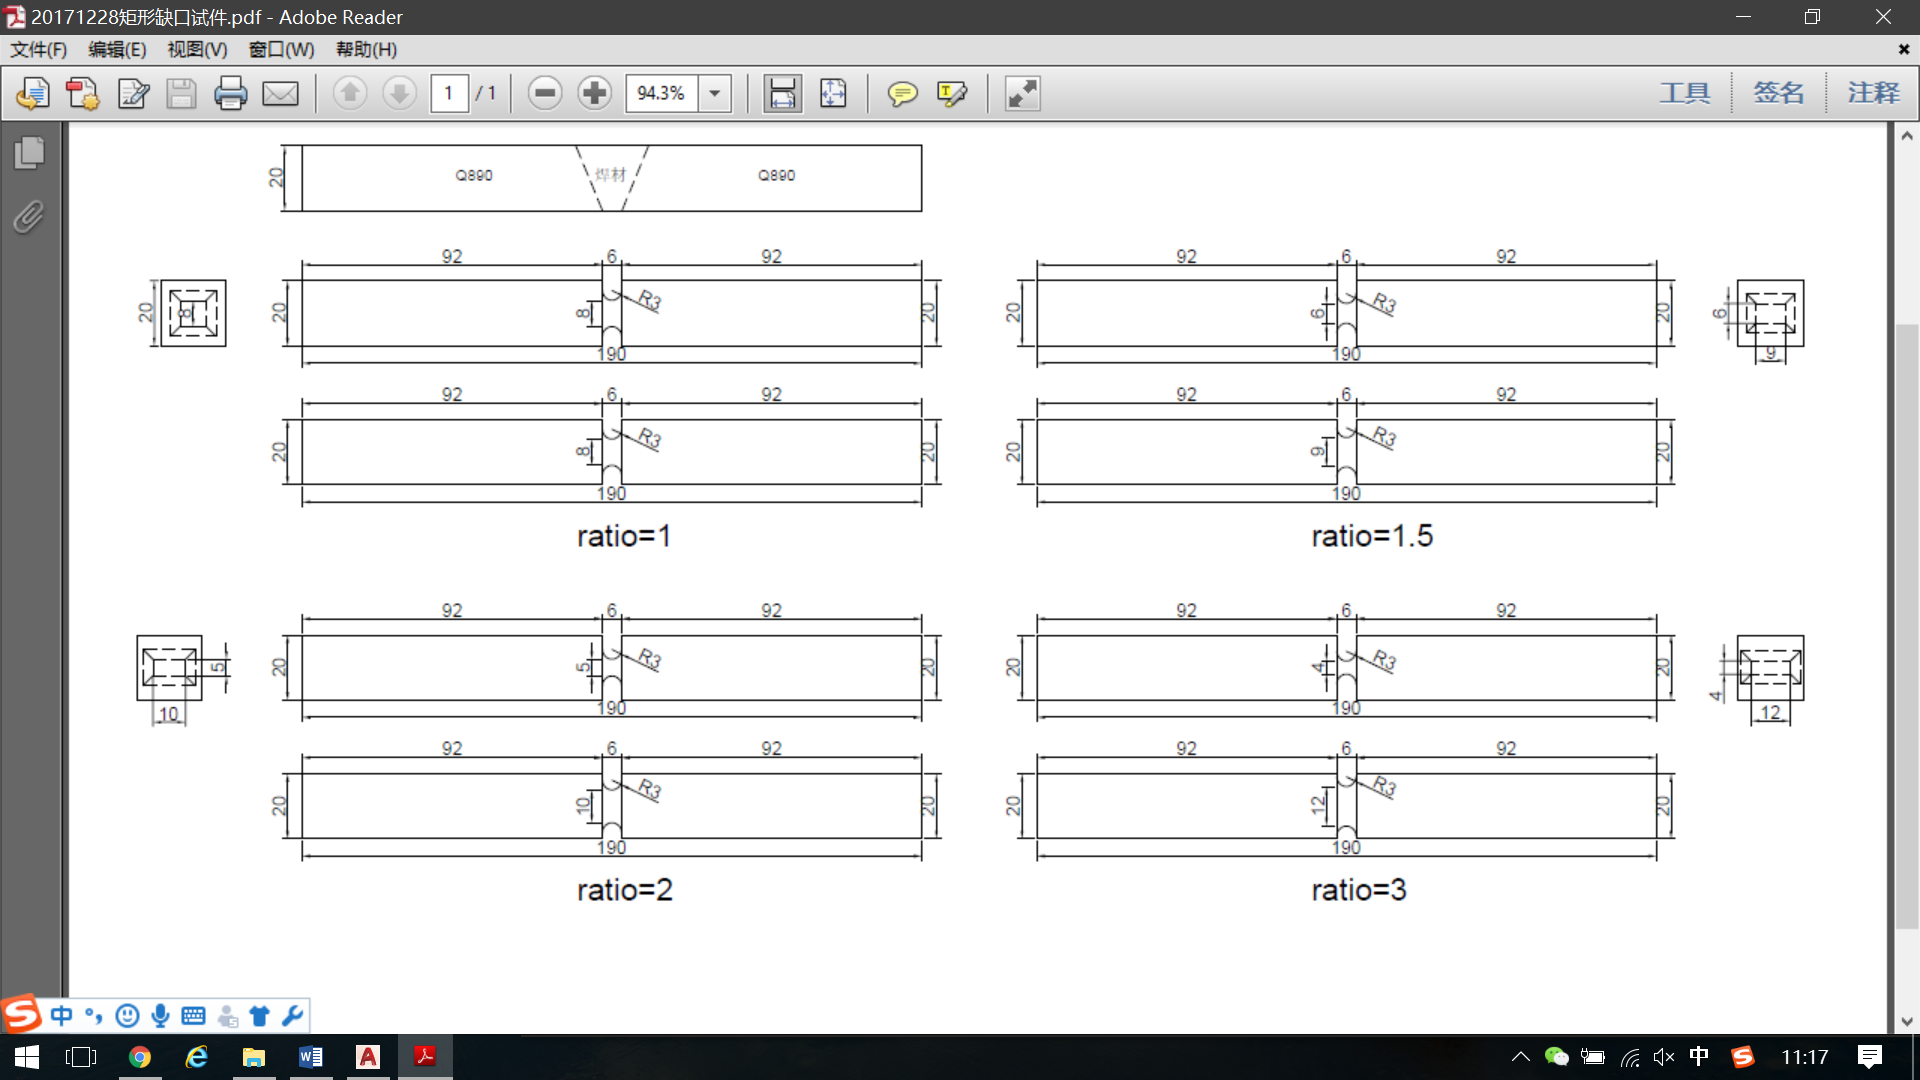 20171228矩形缺口试件.pdf - Adobe Reader
文件(F) 编辑(E) 视图(V) 窗口(W) 帮助(H)
1 / 1 94.3% 工具 签名 注释
20 Q890 焊材 Q890
92 6 92 92 6 92
20 8 20 8 R3 20 20 6 R3 20 6
190 190 9
92 6 92 92 6 92
20 8 R3 20 20 9 R3 20
190 190
ratio=1 ratio=1.5
92 6 92 92 6 92
5 20 5 R3 20 20 4 R3 20 4
10 190 190 12
92 6 92 92 6 92
20 10 R3 20 20 12 R3 20
190 190
ratio=2 ratio=3
中
中 11:17